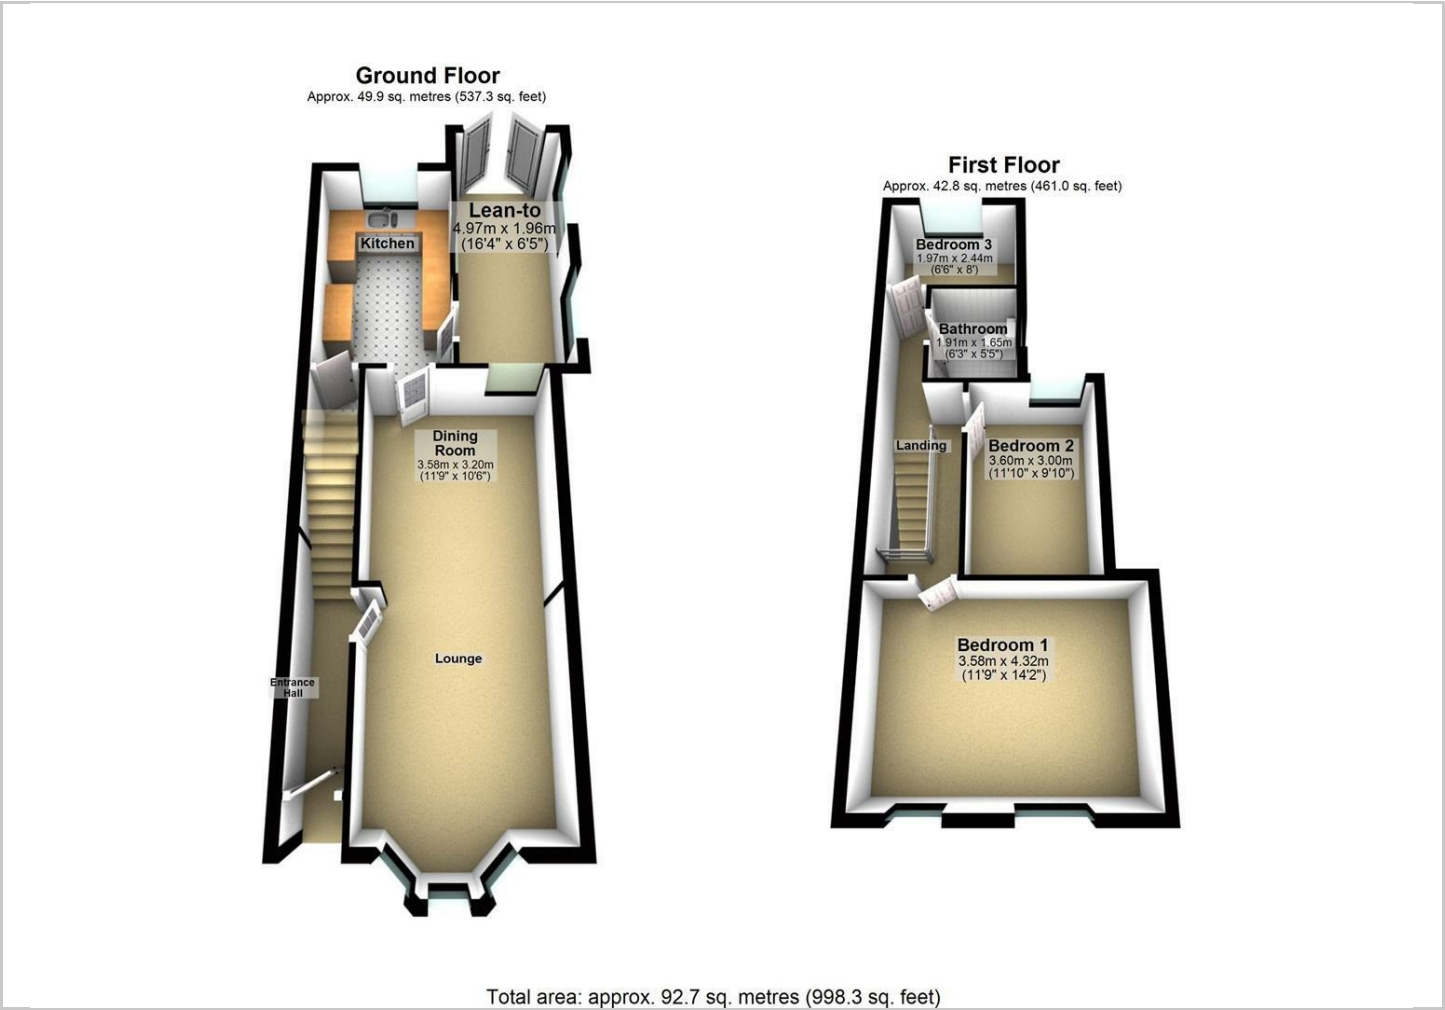 Ground Floor
Approx. 49.9 sq. metres (537.3 sq. feet)
Lean-to
4.97m x 1.96m
(16'4" x 6'5")
Kitchen
Dining
Room
3.58m x 3.20m
(11'9" x 10'6")
Lounge
Entrance
Hall
First Floor
Approx. 42.8 sq. metres (461.0 sq. feet)
Bedroom 3
1.97m x 2.44m
(6'6" x 8')
Bathroom
1.91m x 1.65m
(6'3" x 5'5")
Landing
Bedroom 2
3.60m x 3.00m
(11'10" x 9'10")
Bedroom 1
3.58m x 4.32m
(11'9" x 14'2")
Total area: approx. 92.7 sq. metres (998.3 sq. feet)